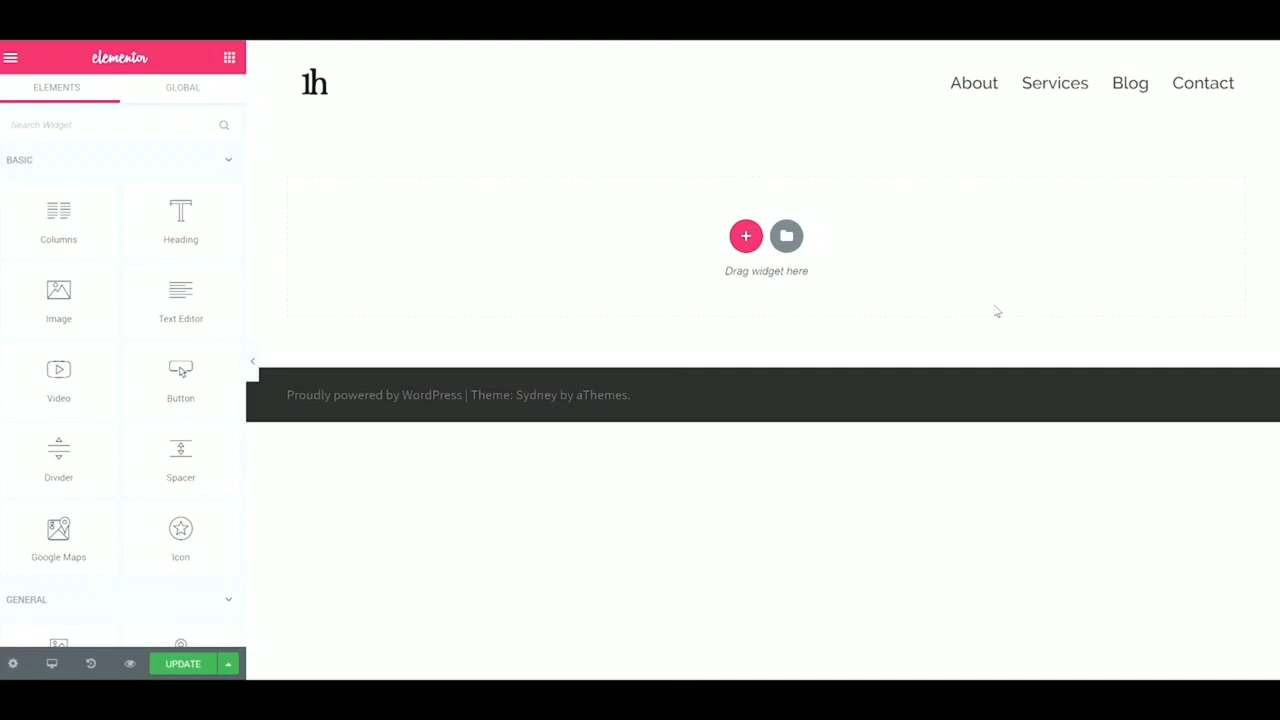 elementor
ELEMENTS GLOBAL
Search Widget...
BASIC
Columns Heading
Image Text Editor
Video Button
Divider Spacer
Google Maps Icon
GENERAL
UPDATE
1h
About Services Blog Contact
Drag widget here
Proudly powered by WordPress | Theme: Sydney by aThemes.